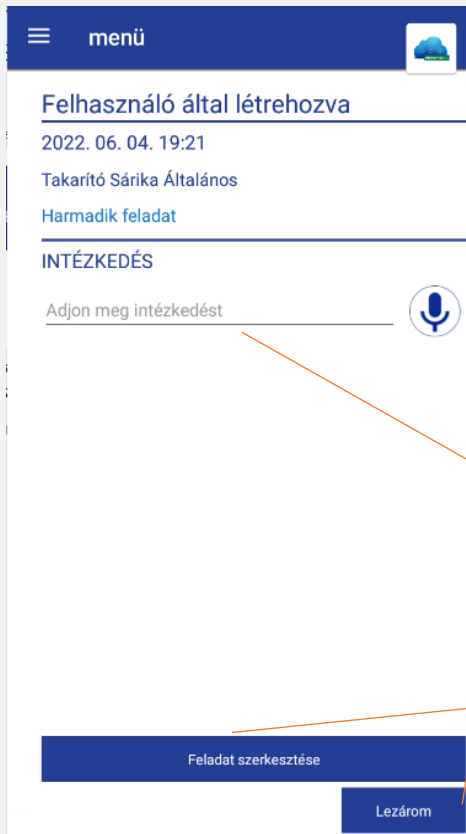 menü
Felhasználó által létrehozva
2022. 06. 04. 19:21
Takarító Sárika Általános
Harmadik feladat
INTÉZKEDÉS
Adjon meg intézkedést
Feladat szerkesztése
Lezárom